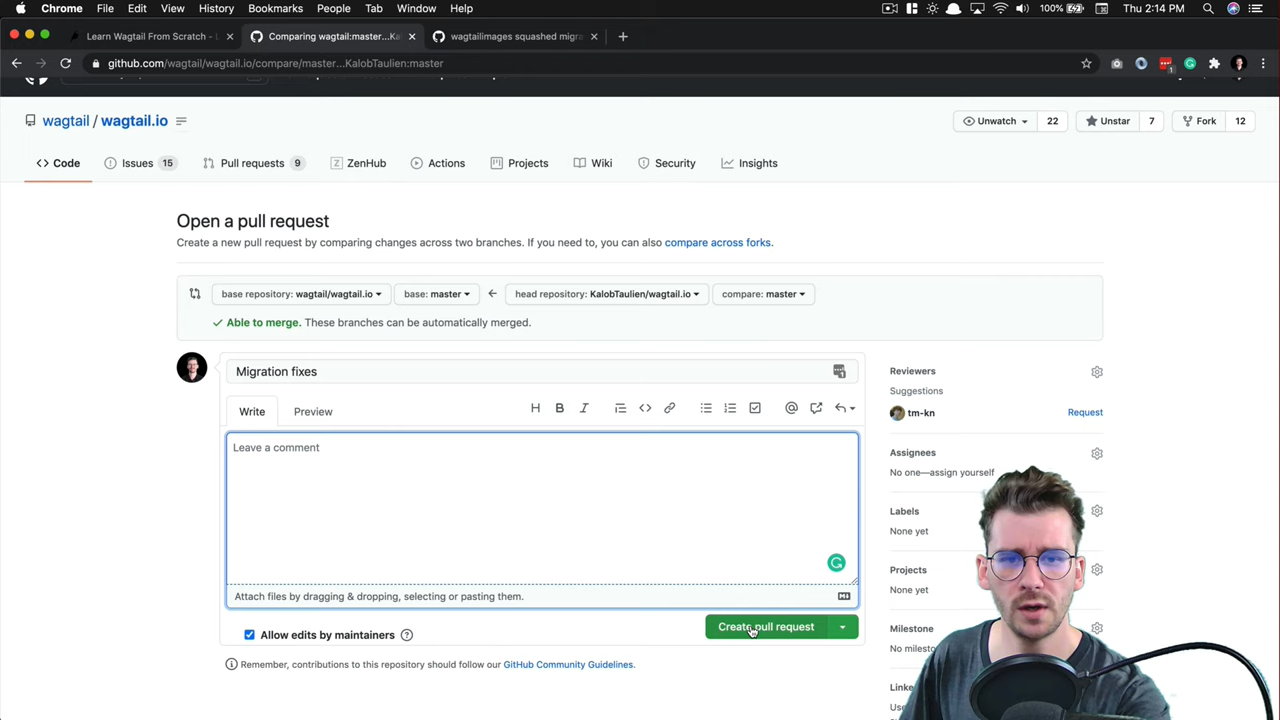 Chrome File Edit View History Bookmarks People Tab Window Help 100% Thu 2:14 PM
Learn Wagtail From Scratch - L × Comparing wagtail:master...Kal × wagtailimages squashed migra × +
github.com/wagtail/wagtail.io/compare/master...KalobTaulien:master
wagtail / wagtail.io Unwatch 22 Unstar 7 Fork 12
Code Issues 15 Pull requests 9 ZenHub Actions Projects Wiki Security Insights
Open a pull request
Create a new pull request by comparing changes across two branches. If you need to, you can also compare across forks.
base repository: wagtail/wagtail.io base: master ← head repository: KalobTaulien/wagtail.io compare: master
✓ Able to merge. These branches can be automatically merged.
Migration fixes
Write Preview
Leave a comment
Attach files by dragging & dropping, selecting or pasting them.
Allow edits by maintainers
Create pull request
Remember, contributions to this repository should follow our GitHub Community Guidelines.
Reviewers
Suggestions
tm-kn Request
Assignees
No one—assign yourself
Labels
None yet
Projects
None yet
Milestone
No